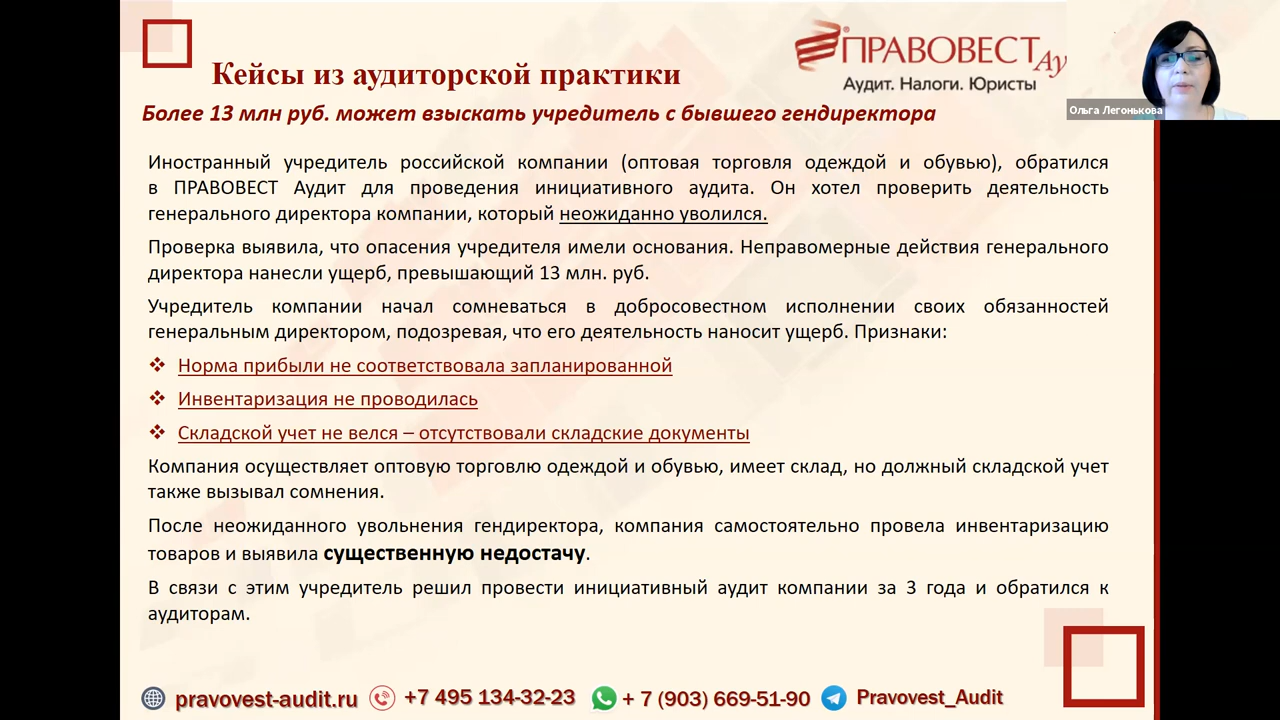 ПРАВОВЕСТ Ау
Аудит. Налоги. Юристы
Ольга Легонькова
Кейсы из аудиторской практики
Более 13 млн руб. может взыскать учредитель с бывшего гендиректора
Иностранный учредитель российской компании (оптовая торговля одеждой и обувью), обратился
в ПРАВОВЕСТ Аудит для проведения инициативного аудита. Он хотел проверить деятельность
генерального директора компании, который неожиданно уволился.
Проверка выявила, что опасения учредителя имели основания. Неправомерные действия генерального
директора нанесли ущерб, превышающий 13 млн. руб.
Учредитель компании начал сомневаться в добросовестном исполнении своих обязанностей
генеральным директором, подозревая, что его деятельность наносит ущерб. Признаки:
❖ Норма прибыли не соответствовала запланированной
❖ Инвентаризация не проводилась
❖ Складской учет не велся – отсутствовали складские документы
Компания осуществляет оптовую торговлю одеждой и обувью, имеет склад, но должный складской учет
также вызывал сомнения.
После неожиданного увольнения гендиректора, компания самостоятельно провела инвентаризацию
товаров и выявила существенную недостачу.
В связи с этим учредитель решил провести инициативный аудит компании за 3 года и обратился к
аудиторам.
pravovest-audit.ru +7 495 134-32-23 + 7 (903) 669-51-90 Pravovest_Audit